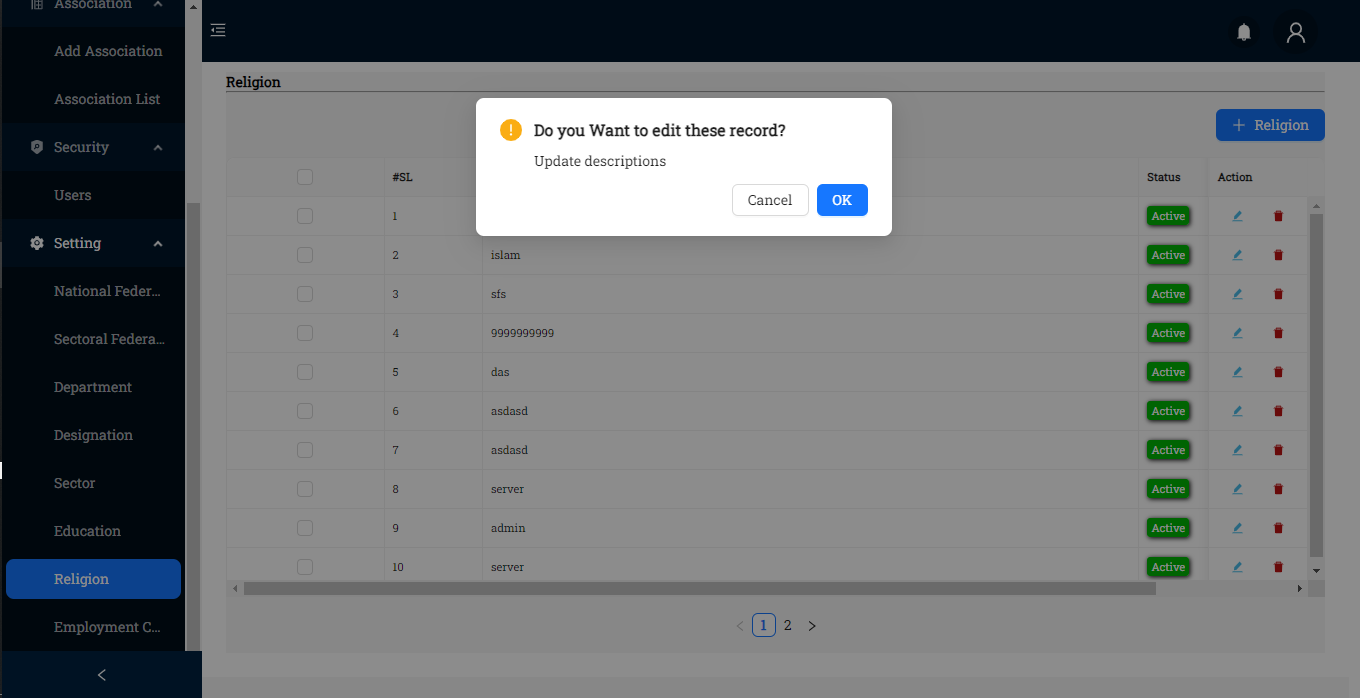 Association
Add Association
Association List
Security
Users
Setting
National Feder...
Sectoral Federa...
Department
Designation
Sector
Education
Religion
Employment C...
Religion
Do you Want to edit these record?
Update descriptions
Cancel OK
+ Religion
#SL Status Action
1 Active
2 islam Active
3 sfs Active
4 9999999999 Active
5 das Active
6 asdasd Active
7 asdasd Active
8 server Active
9 admin Active
10 server Active
< 1 2 >